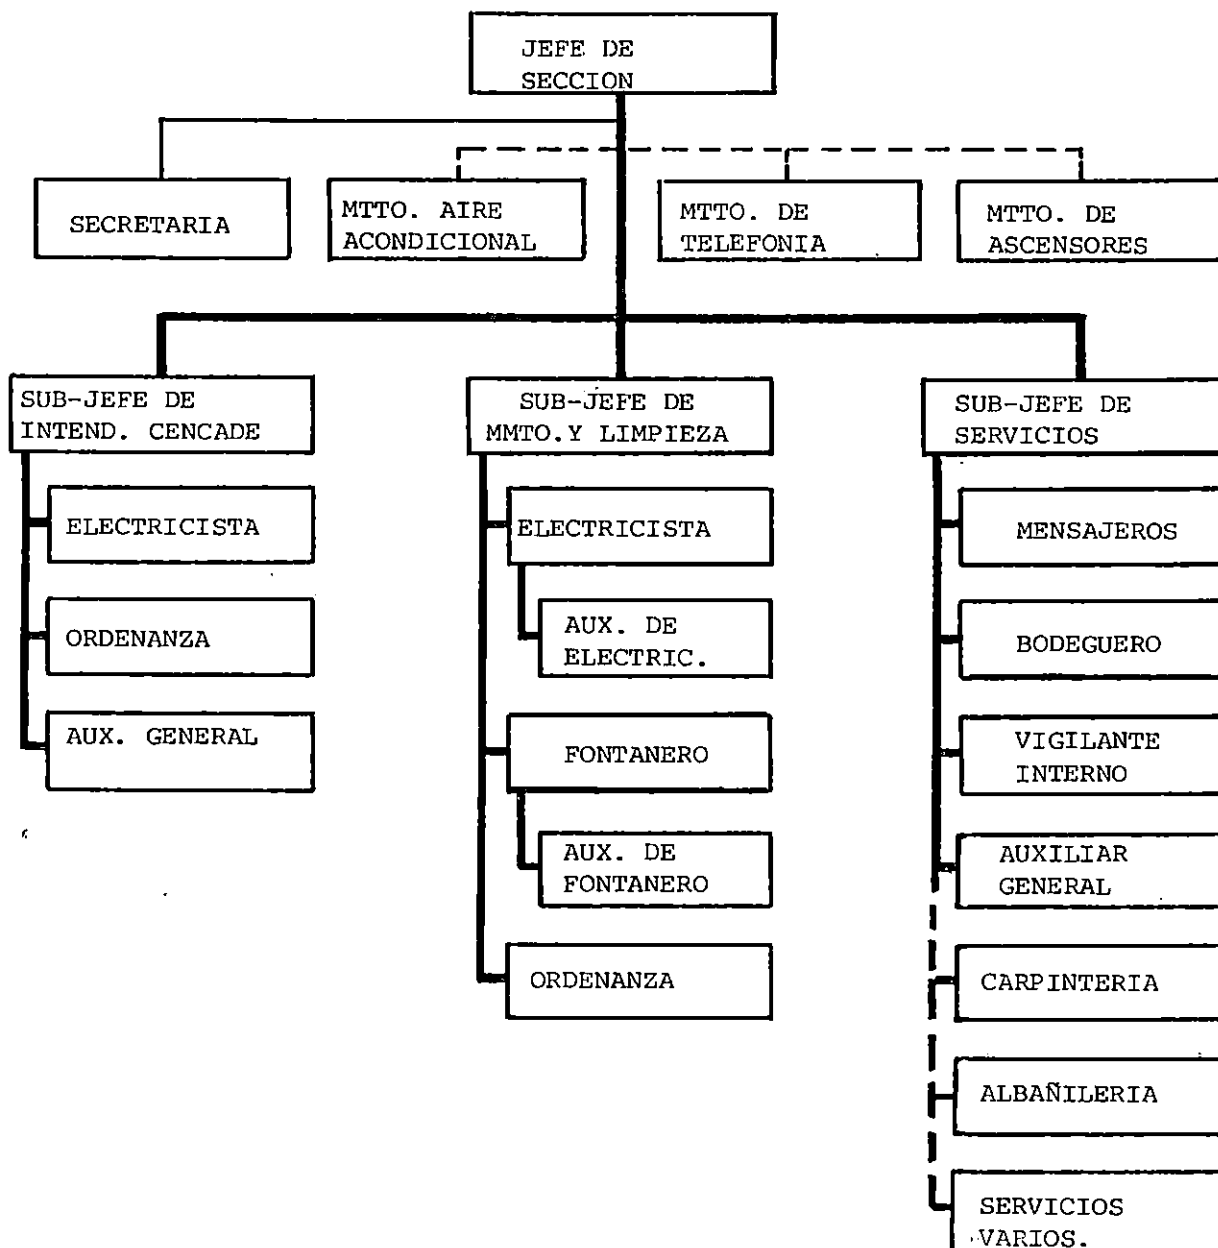 JEFE DE
SECCION
SECRETARIA
MTTO. AIRE
ACONDICIONAL
MTTO. DE
TELEFONIA
MTTO. DE
ASCENSORES
SUB-JEFE DE
INTEND. CENCADE
ELECTRICISTA
ORDENANZA
AUX. GENERAL
SUB-JEFE DE
MMTO.Y LIMPIEZA
ELECTRICISTA
AUX. DE
ELECTRIC.
FONTANERO
AUX. DE
FONTANERO
ORDENANZA
SUB-JEFE DE
SERVICIOS
MENSAJEROS
BODEGUERO
VIGILANTE
INTERNO
AUXILIAR
GENERAL
CARPINTERIA
ALBAÑILERIA
SERVICIOS
VARIOS.